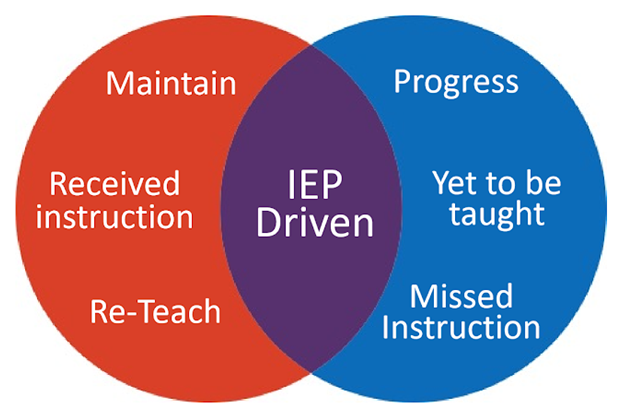 Maintain
Received
instruction
Re-Teach
IEP
Driven
Progress
Yet to be
taught
Missed
Instruction